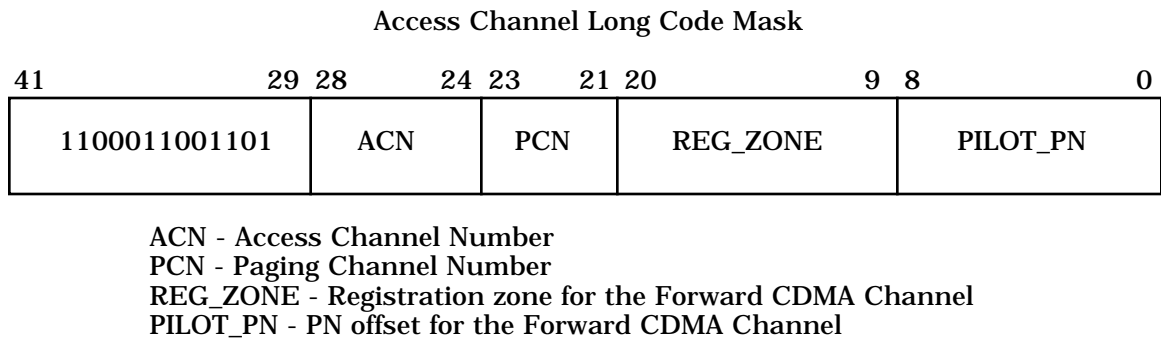 Access Channel Long Code Mask
41 29 28 24 23 21 20 9 8 0
1100011001101 ACN PCN REG_ZONE PILOT_PN
ACN - Access Channel Number
PCN - Paging Channel Number
REG_ZONE - Registration zone for the Forward CDMA Channel
PILOT_PN - PN offset for the Forward CDMA Channel